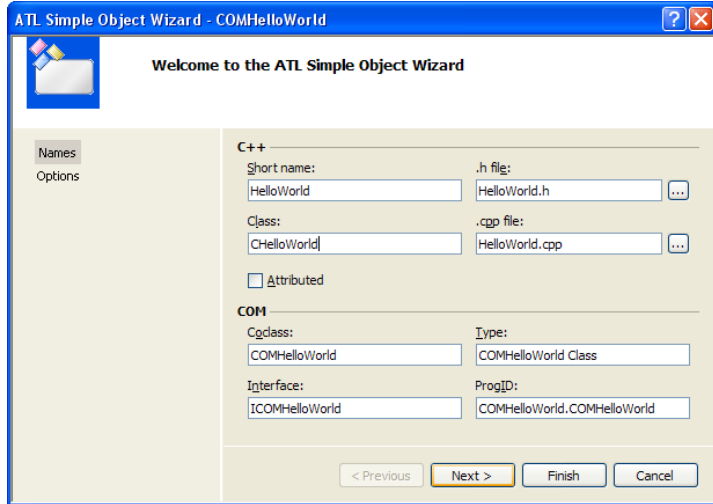 ATL Simple Object Wizard - COMHelloWorld
Welcome to the ATL Simple Object Wizard
Names
Options
C++
Short name: .h file:
HelloWorld HelloWorld.h ...
Class: .cpp file:
CHelloWorld HelloWorld.cpp ...
Attributed
COM
Coclass: Type:
COMHelloWorld COMHelloWorld Class
Interface: ProgID:
ICOMHelloWorld COMHelloWorld.COMHelloWorld
< Previous Next > Finish Cancel